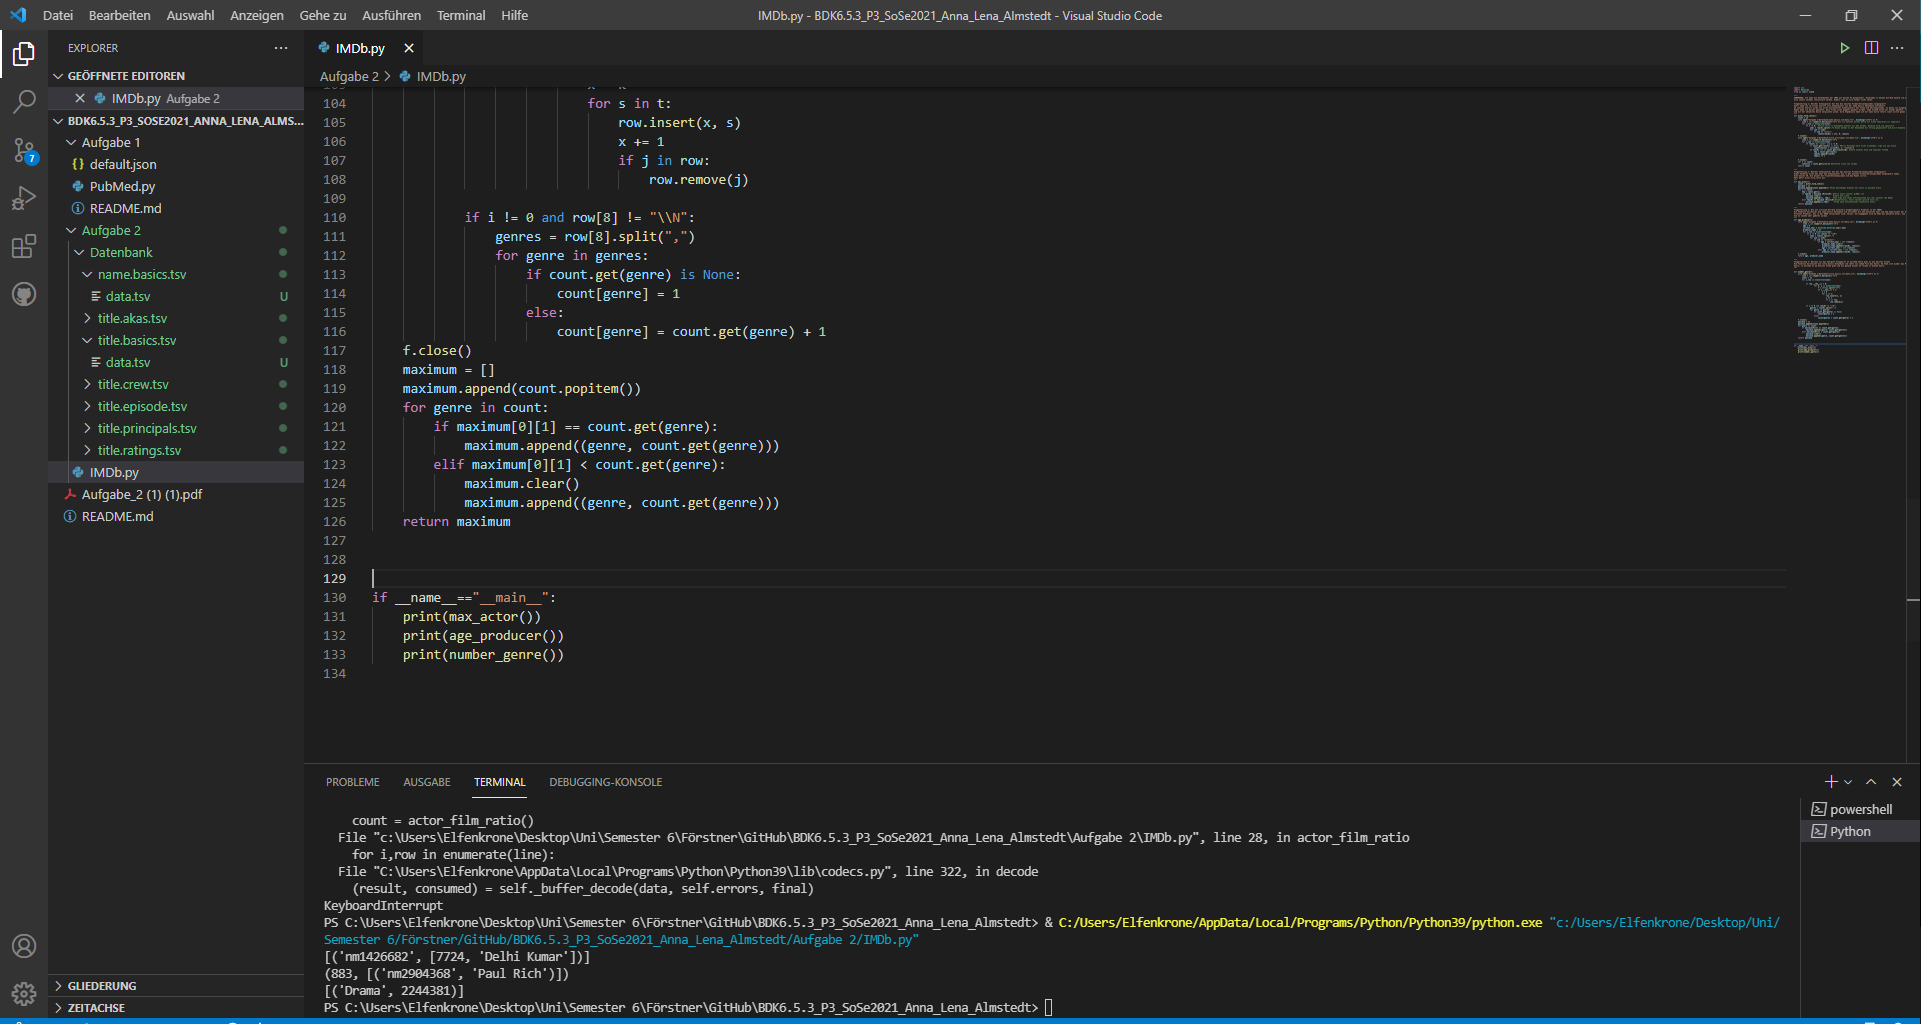 Datei Bearbeiten Auswahl Anzeigen Gehe zu Ausführen Terminal Hilfe
IMDb.py - BDK6.5.3_P3_SoSe2021_Anna_Lena_Almstedt - Visual Studio Code
EXPLORER
GEÖFFNETE EDITOREN
IMDb.py Aufgabe 2
BDK6.5.3_P3_SOSE2021_ANNA_LENA_ALMS...
Aufgabe 1
{} default.json
PubMed.py
README.md
Aufgabe 2
Datenbank
name.basics.tsv
data.tsv U
title.akas.tsv
title.basics.tsv
data.tsv U
title.crew.tsv
title.episode.tsv
title.principals.tsv
title.ratings.tsv
IMDb.py
Aufgabe_2 (1) (1).pdf
README.md
GLIEDERUNG
ZEITACHSE
7
IMDb.py
Aufgabe 2 > IMDb.py
104 for s in t:
105 row.insert(x, s)
106 x += 1
107 if j in row:
108 row.remove(j)
109
110 if i != 0 and row[8] != "\\N":
111 genres = row[8].split(",")
112 for genre in genres:
113 if count.get(genre) is None:
114 count[genre] = 1
115 else:
116 count[genre] = count.get(genre) + 1
117 f.close()
118 maximum = []
119 maximum.append(count.popitem())
120 for genre in count:
121 if maximum[0][1] == count.get(genre):
122 maximum.append((genre, count.get(genre)))
123 elif maximum[0][1] < count.get(genre):
124 maximum.clear()
125 maximum.append((genre, count.get(genre)))
126 return maximum
127
128
129
130 if __name__=="__main__":
131 print(max_actor())
132 print(age_producer())
133 print(number_genre())
134
PROBLEME AUSGABE TERMINAL DEBUGGING-KONSOLE
count = actor_film_ratio()
File "c:\Users\Elfenkrone\Desktop\Uni\Semester 6\Förstner\GitHub\BDK6.5.3_P3_SoSe2021_Anna_Lena_Almstedt\Aufgabe 2\IMDb.py", line 28, in actor_film_ratio
for i,row in enumerate(line):
File "C:\Users\Elfenkrone\AppData\Local\Programs\Python\Python39\lib\codecs.py", line 322, in decode
(result, consumed) = self._buffer_decode(data, self.errors, final)
KeyboardInterrupt
PS C:\Users\Elfenkrone\Desktop\Uni\Semester 6\Förstner\GitHub\BDK6.5.3_P3_SoSe2021_Anna_Lena_Almstedt> & C:/Users/Elfenkrone/AppData/Local/Programs/Python/Python39/python.exe "c:/Users/Elfenkrone/Desktop/Uni/
Semester 6/Förstner/GitHub/BDK6.5.3_P3_SoSe2021_Anna_Lena_Almstedt/Aufgabe 2/IMDb.py"
[('nm1426682', [7724, 'Delhi Kumar'])]
(883, [('nm2904368', 'Paul Rich')])
[('Drama', 2244381)]
PS C:\Users\Elfenkrone\Desktop\Uni\Semester 6\Förstner\GitHub\BDK6.5.3_P3_SoSe2021_Anna_Lena_Almstedt>
powershell
Python